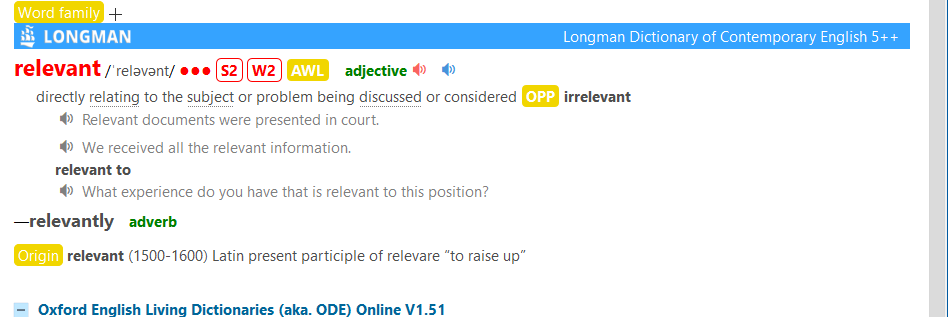 Word family
LONGMAN Longman Dictionary of Contemporary English 5++
relevant /ˈreləvənt/ ●●● S2 W2 AWL adjective
directly relating to the subject or problem being discussed or considered OPP irrelevant
Relevant documents were presented in court.
We received all the relevant information.
relevant to
What experience do you have that is relevant to this position?
—relevantly adverb
Origin relevant (1500-1600) Latin present participle of relevare “to raise up”
Oxford English Living Dictionaries (aka. ODE) Online V1.51